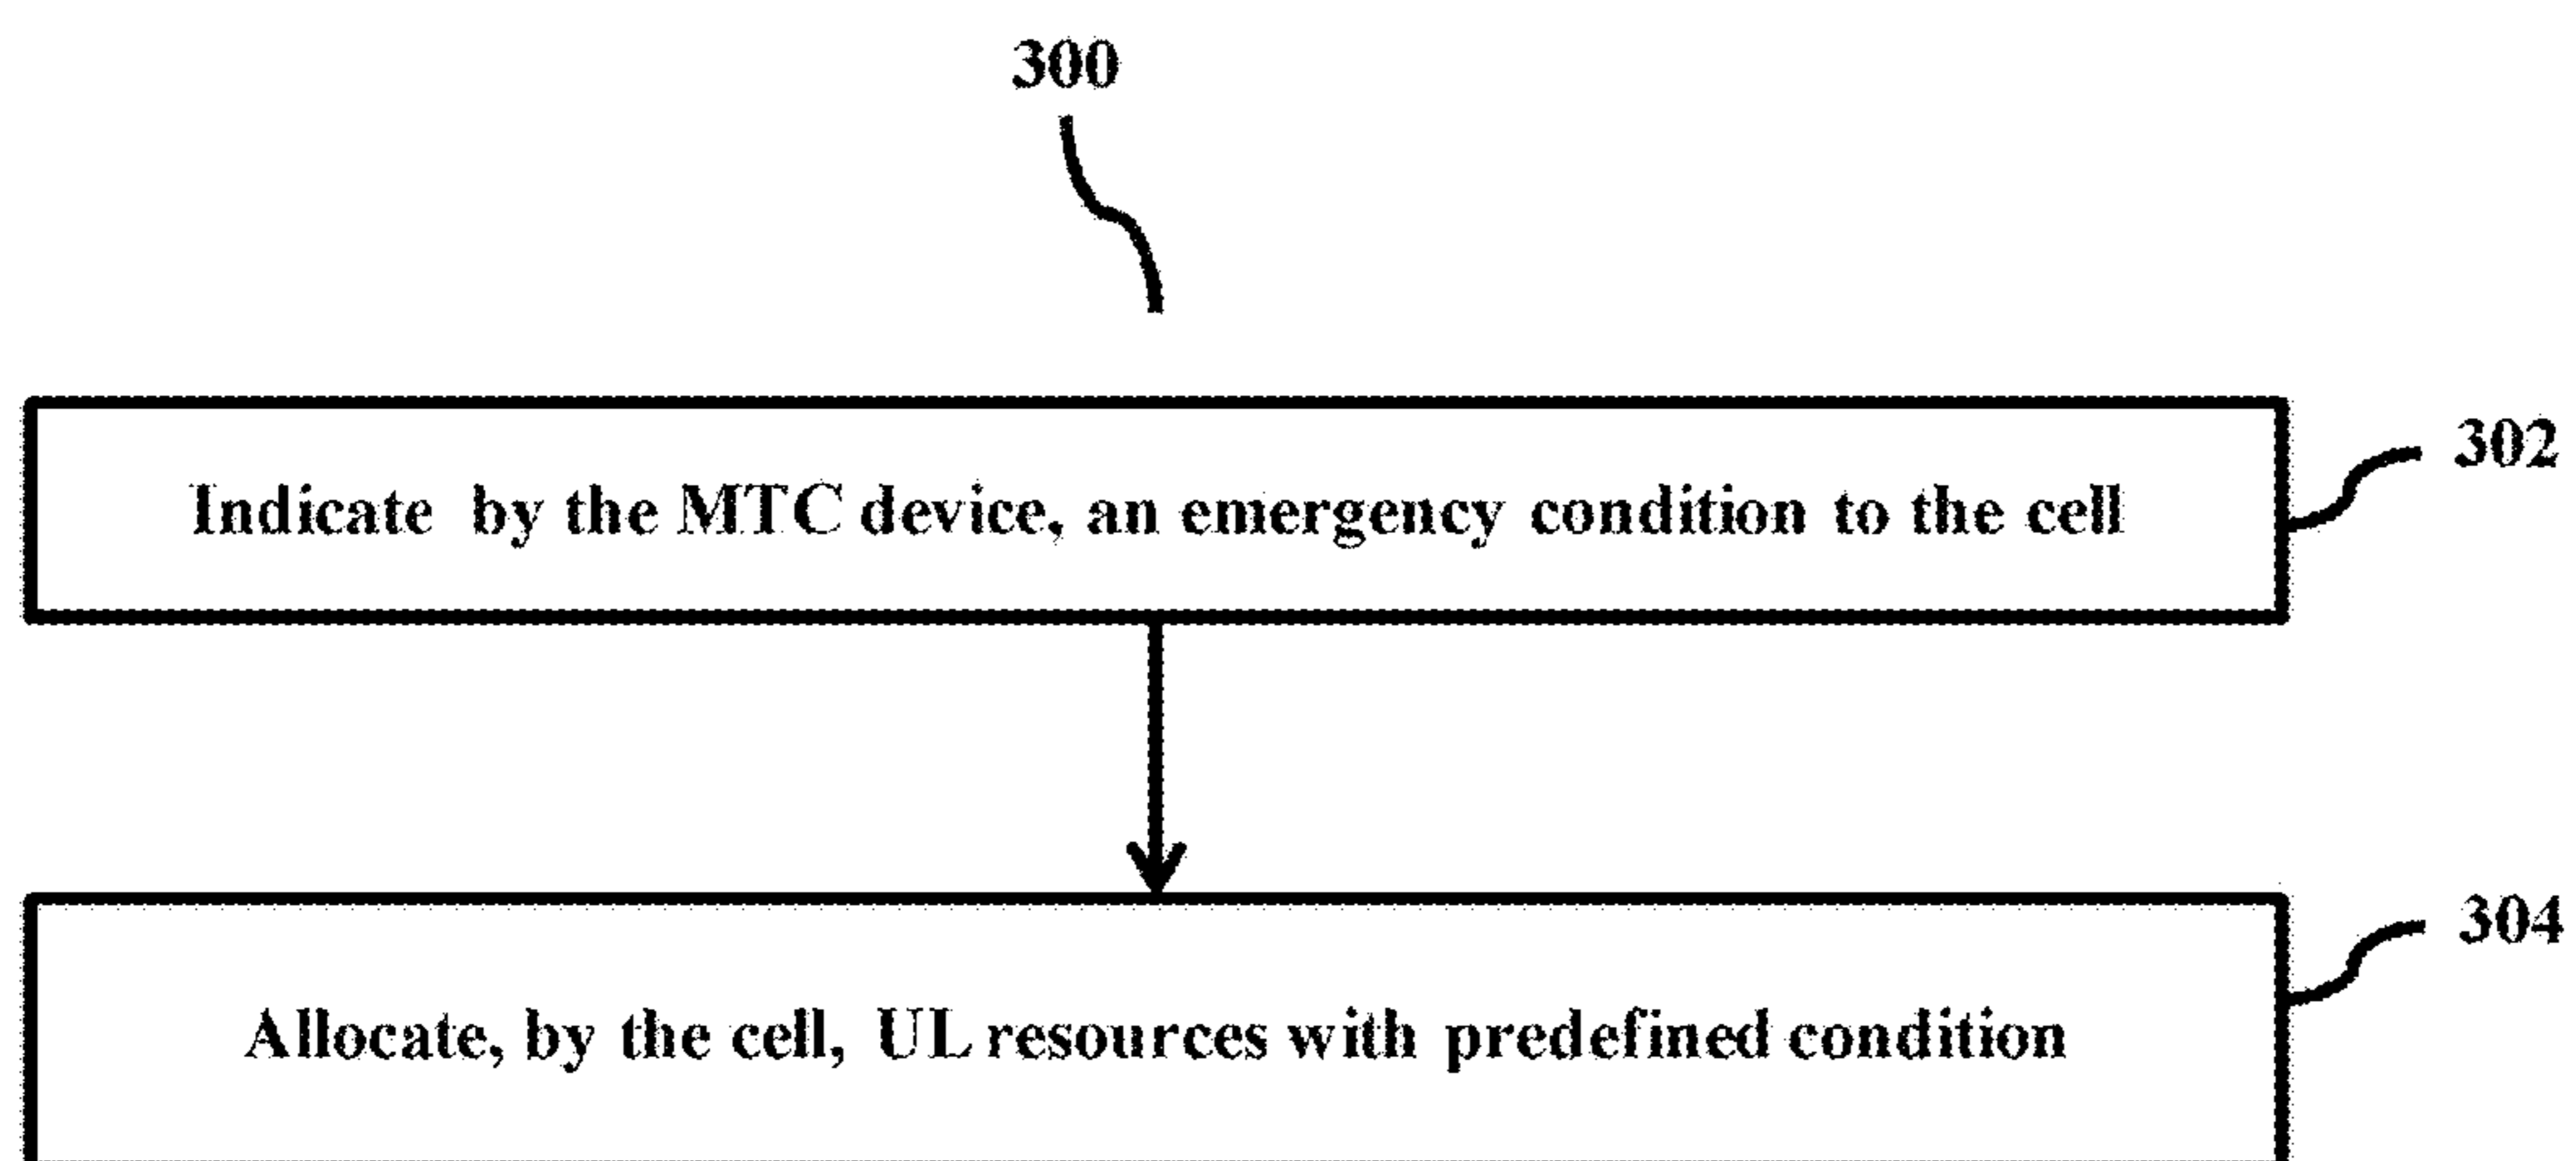 300
Indicate by the MTC device, an emergency condition to the cell
302
Allocate, by the cell, UL resources with predefined condition
304